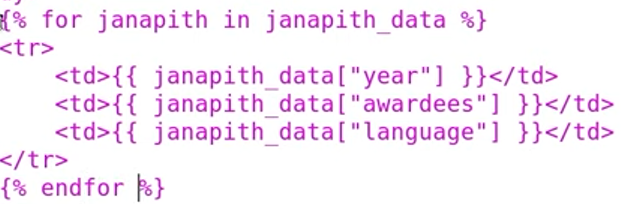 {% for janapith in janapith_data %}
<tr>
    <td>{{ janapith_data["year"] }}</td>
    <td>{{ janapith_data["awardees"] }}</td>
    <td>{{ janapith_data["language"] }}</td>
</tr>
{% endfor %}